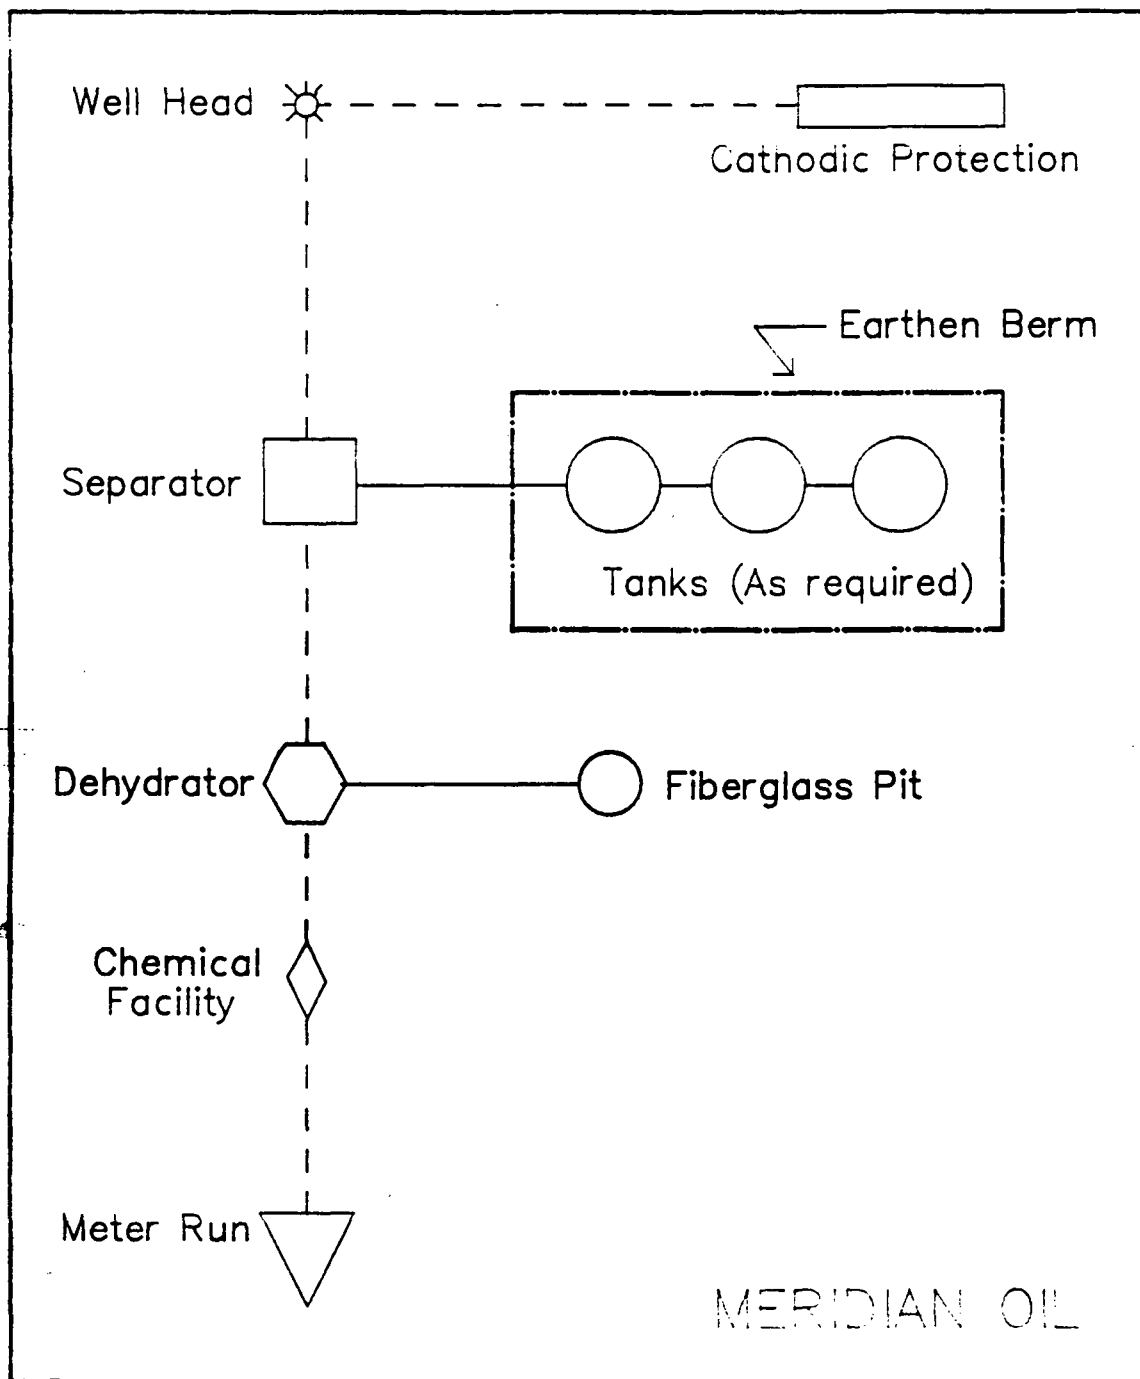 Well Head
Cathodic Protection
Earthen Berm
Separator
Tanks (As required)
Dehydrator
Fiberglass Pit
Chemical
Facility
Meter Run
MERIDIAN OIL